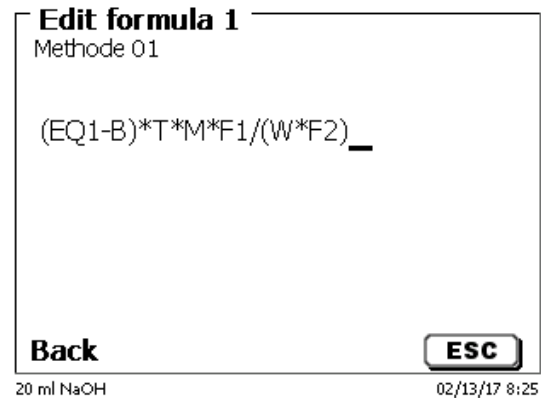 Edit formula 1
Methode 01
(EQ1-B)*T*M*F1/(W*F2)_
Back
ESC
20 ml NaOH
02/13/17 8:25